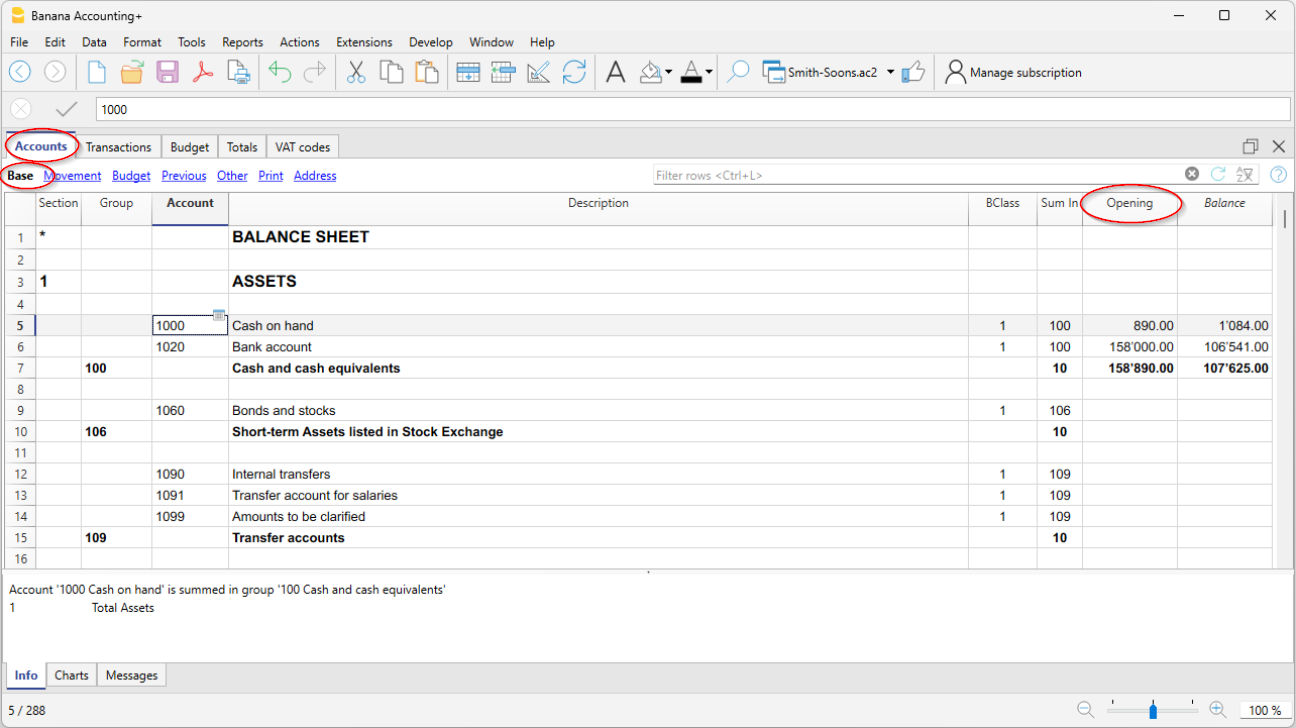 Banana Accounting+
File Edit Data Format Tools Reports Actions Extensions Develop Window Help
Smith-Soons.ac2 Manage subscription
1000
Accounts Transactions Budget Totals VAT codes
Base Movement Budget Previous Other Print Address Filter rows <Ctrl+L>
Section Group Account Description BClass Sum In Opening Balance
1 * BALANCE SHEET
2
3 1 ASSETS
4
5 1000 Cash on hand 1 100 890.00 1'084.00
6 1020 Bank account 1 100 158'000.00 106'541.00
7 100 Cash and cash equivalents 10 158'890.00 107'625.00
8
9 1060 Bonds and stocks 1 106
10 106 Short-term Assets listed in Stock Exchange 10
11
12 1090 Internal transfers 1 109
13 1091 Transfer account for salaries 1 109
14 1099 Amounts to be clarified 1 109
15 109 Transfer accounts 10
16
Account '1000 Cash on hand' is summed in group '100 Cash and cash equivalents'
1 Total Assets
Info Charts Messages
5 / 288 100 %